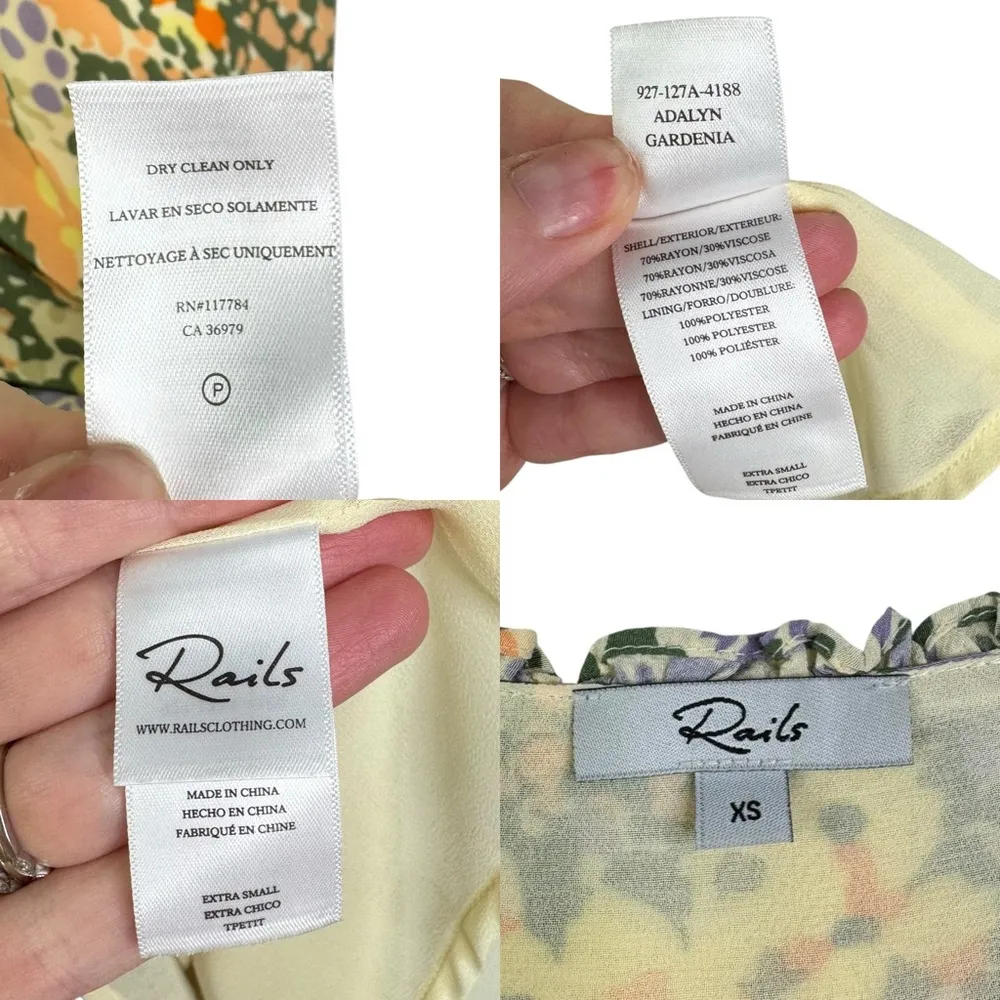 DRY CLEAN ONLY
LAVAR EN SECO SOLAMENTE
NETTOYAGE À SEC UNIQUEMENT
RN#117784
CA 36979
P
927-127A-4188
ADALYN
GARDENIA
SHELL/EXTERIOR/EXTERIEUR:
70%RAYON/30%VISCOSE
70%RAYON/30%VISCOSA
70%RAYONNE/30%VISCOSE
LINING/FORRO/DOUBLURE:
100%POLYESTER
100% POLYESTER
100% POLIÉSTER
MADE IN CHINA
HECHO EN CHINA
FABRIQUÉ EN CHINE
EXTRA SMALL
EXTRA CHICO
TPETIT
Rails
WWW.RAILSCLOTHING.COM
MADE IN CHINA
HECHO EN CHINA
FABRIQUÉ EN CHINE
EXTRA SMALL
EXTRA CHICO
TPETIT
Rails
XS